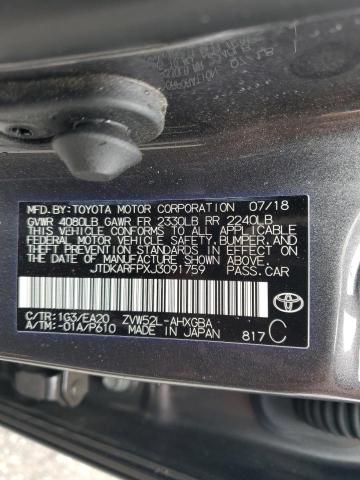 MFD.BY:TOYOTA MOTOR CORPORATION 07/18
GVWR 4080LB GAWR FR 2330LB RR 2240LB
THIS VEHICLE CONFORMS TO ALL APPLICABLE
FEDERAL MOTOR VEHICLE SAFETY, BUMPER, AND
THEFT PREVENTION STANDARDS IN EFFECT ON
THE DATE OF MANUFACTURE SHOWN ABOVE.
JTDKARFPXJ3091759 PASS.CAR
C/TR:1G3/EA20 ZVW52L-AHXGBA
A/TM:-01A/P610 MADE IN JAPAN 817C
TOYOTA